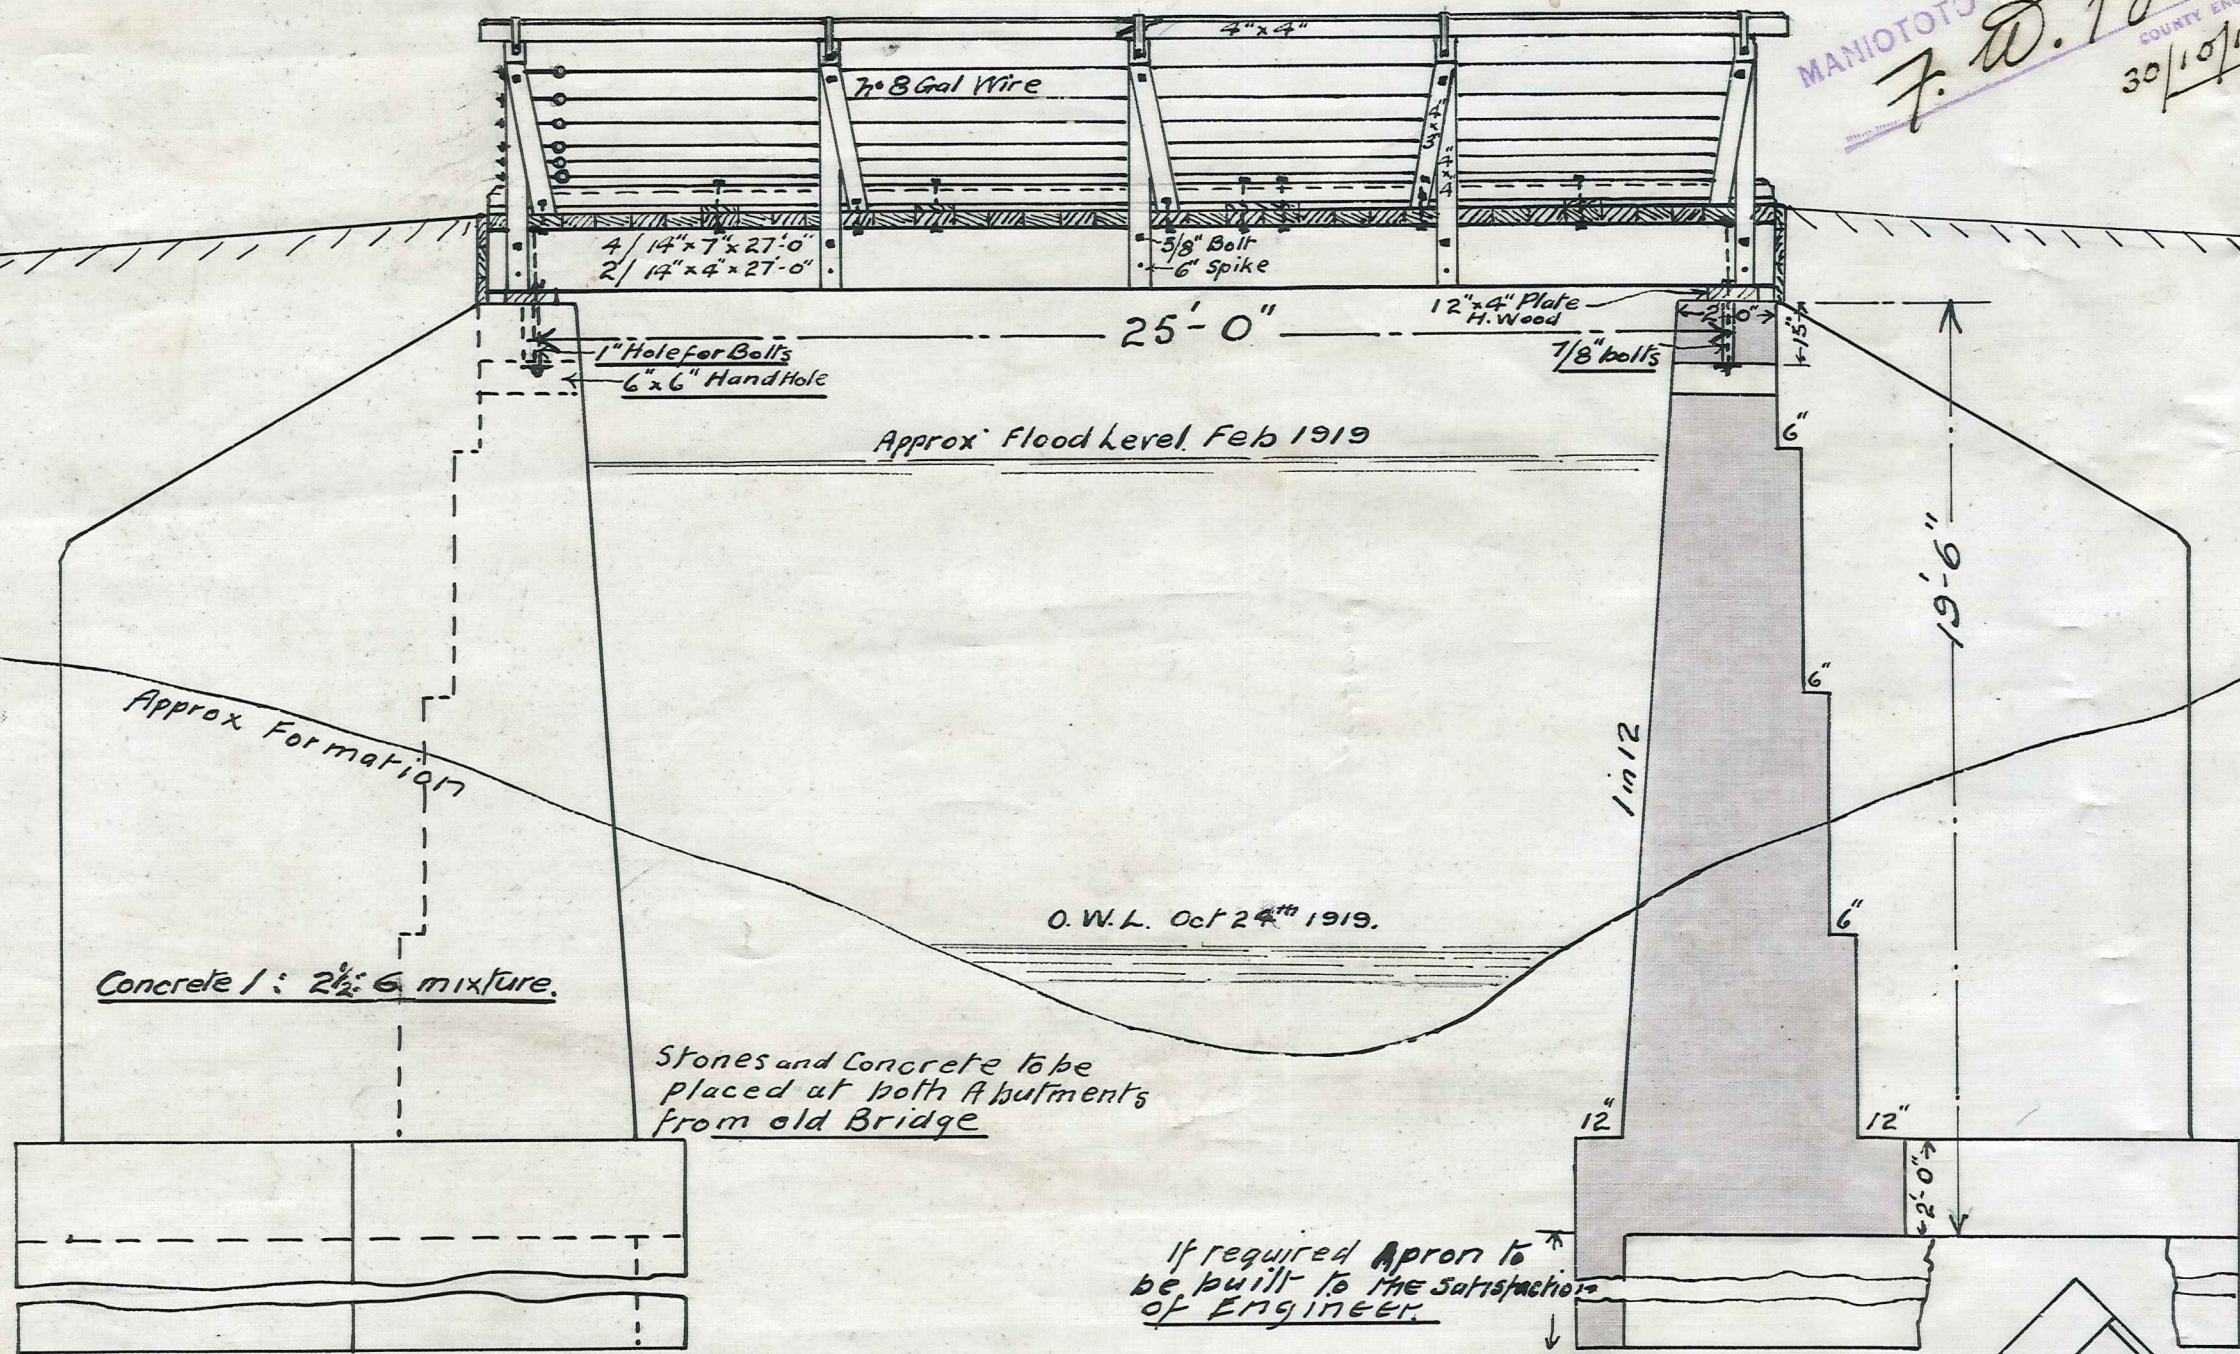 MANIOTOTO
COUNTY
30/10/
4"x4"
No 8 Gal Wire
3"x2"
4"x4"
4/ 14"x7"x27'-0"
2/ 14"x4"x27'-0"
5/8" Bolt
6" Spike
12"x4" Plate
H. Wood
2'-0"
15"
25'-0"
1" Hole for Bolts
6"x6" Hand Hole
7/8" bolts
Approx Flood Level Feb 1919
6"
19'-6"
6"
Approx Formation
1 in 12
O.W.L. Oct 24th 1919.
6"
Concrete 1: 2½: 6 mixture.
Stones and Concrete to be
placed at both Abutments
from old Bridge
12"
12"
2'-0"
If required Apron to
be built to the Satisfaction
of Engineer.